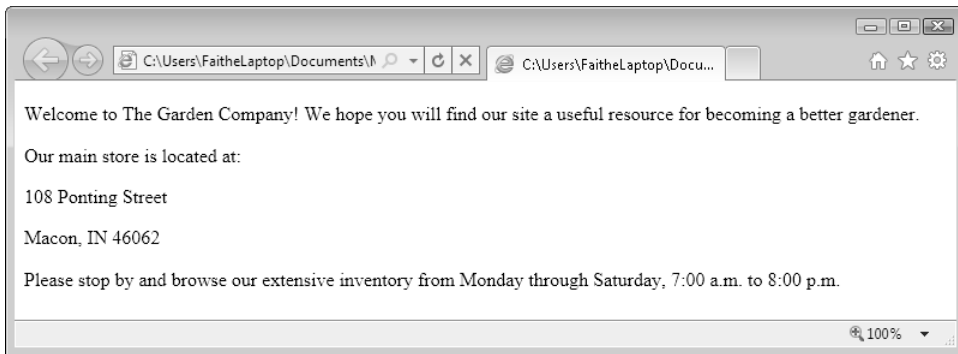 C:\Users\FaitheLaptop\Documents\M
C:\Users\FaitheLaptop\Docu...
Welcome to The Garden Company! We hope you will find our site a useful resource for becoming a better gardener.
Our main store is located at:
108 Ponting Street
Macon, IN 46062
Please stop by and browse our extensive inventory from Monday through Saturday, 7:00 a.m. to 8:00 p.m.
100%